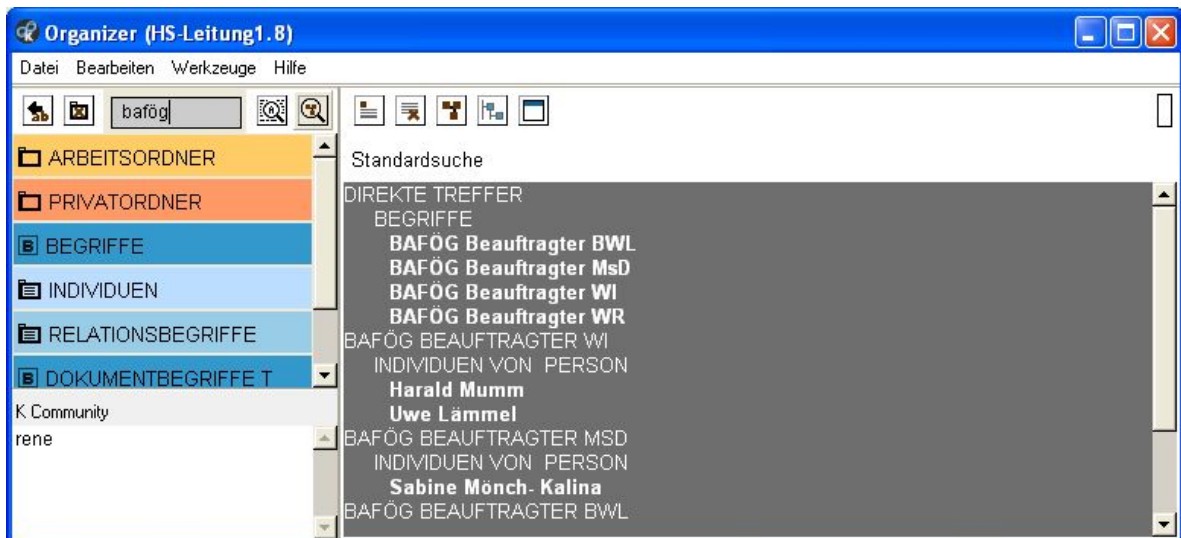 Organizer (HS-Leitung1.8)
Datei Bearbeiten Werkzeuge Hilfe
bafög
ARBEITSORDNER
PRIVATORDNER
BEGRIFFE
INDIVIDUEN
RELATIONSBEGRIFFE
DOKUMENTBEGRIFFE T
K Community
rene
Standardsuche
DIREKTE TREFFER
BEGRIFFE
BAFÖG Beauftragter BWL
BAFÖG Beauftragter MsD
BAFÖG Beauftragter WI
BAFÖG Beauftragter WR
BAFÖG BEAUFTRAGTER WI
INDIVIDUEN VON PERSON
Harald Mumm
Uwe Lämmel
BAFÖG BEAUFTRAGTER MSD
INDIVIDUEN VON PERSON
Sabine Mönch- Kalina
BAFÖG BEAUFTRAGTER BWL